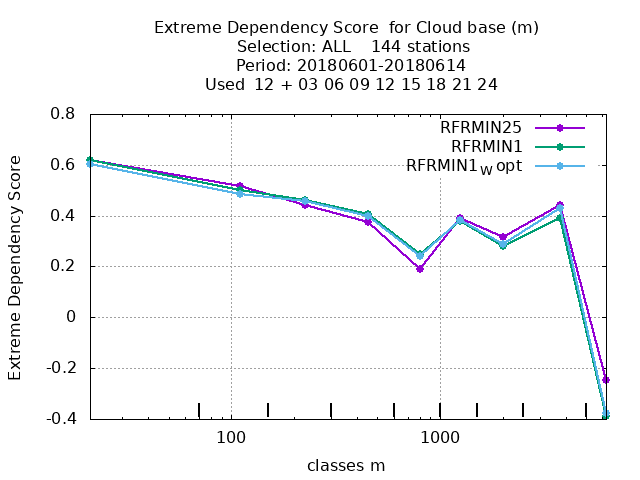 Extreme Dependency Score  for Cloud base (m)
Selection: ALL    144 stations
Period: 20180601-20180614
Used  12 + 03 06 09 12 15 18 21 24
RFRMIN25
RFRMIN1
RFRMIN1W opt
Extreme Dependency Score
0.8
0.6
0.4
0.2
0
-0.2
-0.4
100
1000
classes m